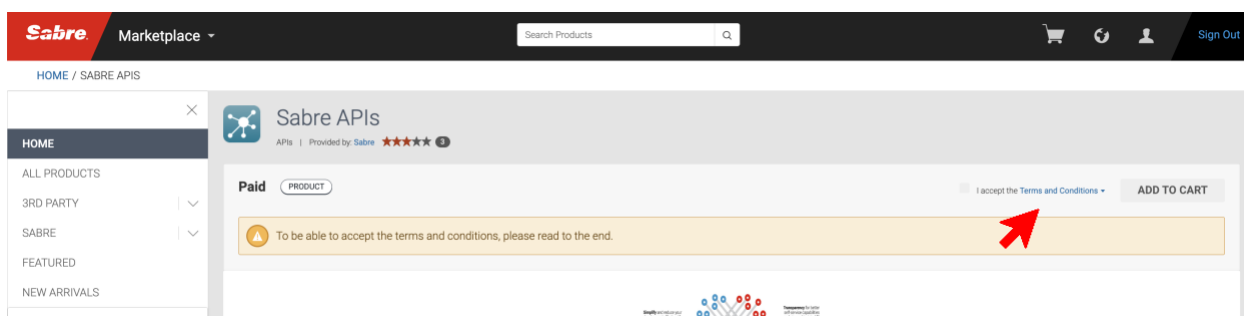 Sabre. Marketplace Search Products Sign Out
HOME / SABRE APIS
Sabre APIs
APIs | Provided by: Sabre 3
HOME
ALL PRODUCTS
3RD PARTY
SABRE
FEATURED
NEW ARRIVALS
Paid PRODUCT I accept the Terms and Conditions ADD TO CART
To be able to accept the terms and conditions, please read to the end.